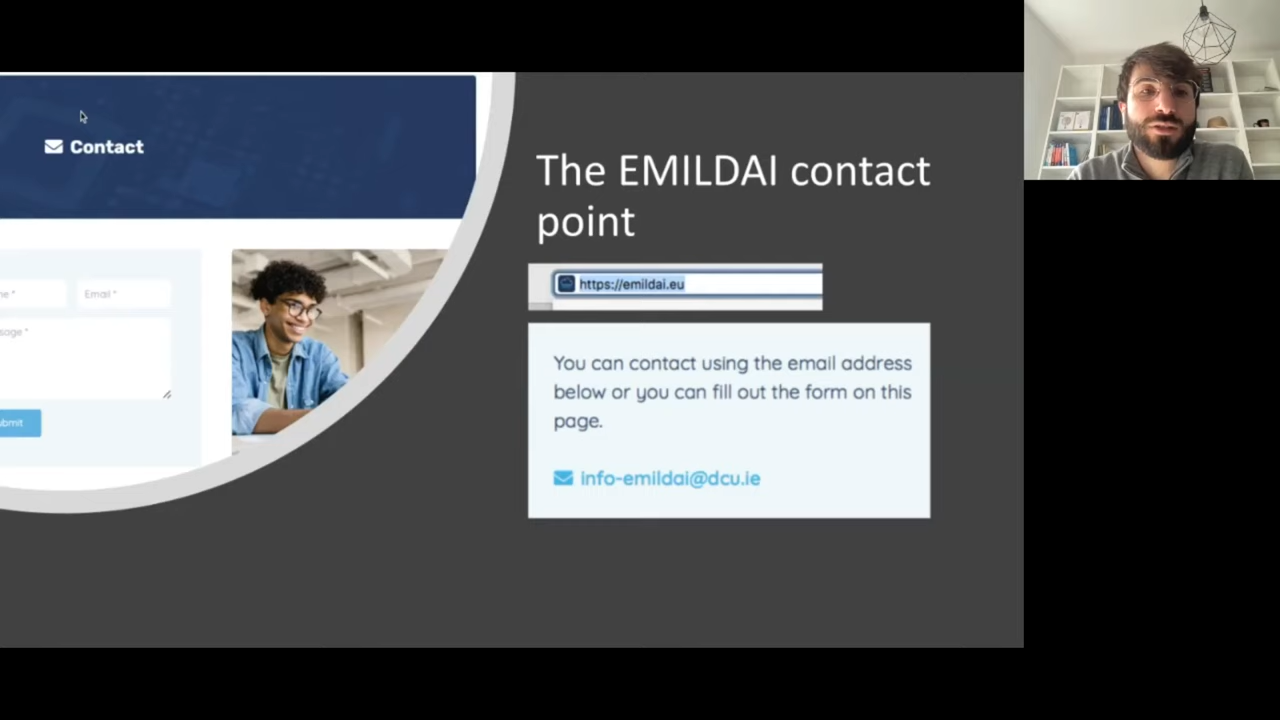 Contact
Email *
The EMILDAI contact
point
https://emildai.eu
You can contact using the email address
below or you can fill out the form on this
page.
info-emildai@dcu.ie